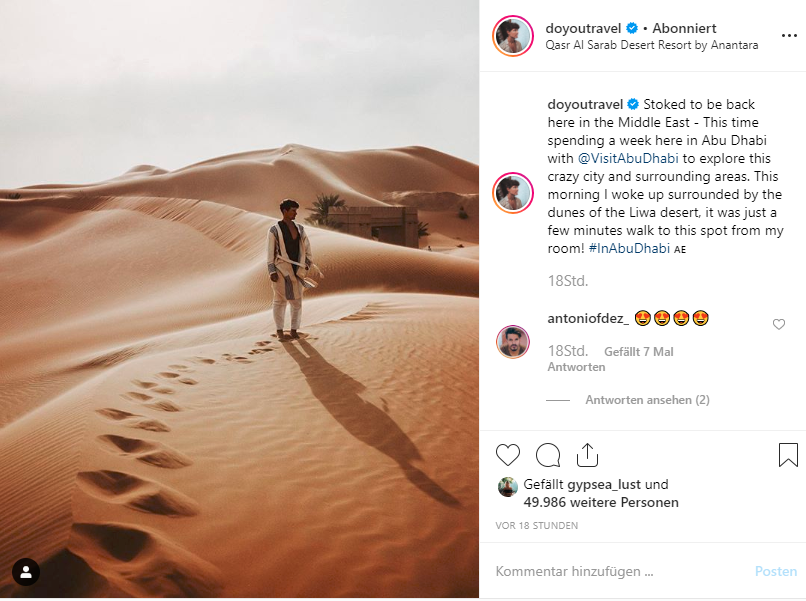 doyoutravel • Abonniert
Qasr Al Sarab Desert Resort by Anantara
doyoutravel Stoked to be back
here in the Middle East - This time
spending a week here in Abu Dhabi
with @VisitAbuDhabi to explore this
crazy city and surrounding areas. This
morning I woke up surrounded by the
dunes of the Liwa desert, it was just a
few minutes walk to this spot from my
room! #InAbuDhabi AE
18Std.
antoniofdez_ 😍😍😍😍
18Std. Gefällt 7 Mal
Antworten
Antworten ansehen (2)
Gefällt gypsea_lust und
49.986 weitere Personen
VOR 18 STUNDEN
Kommentar hinzufügen ... Posten